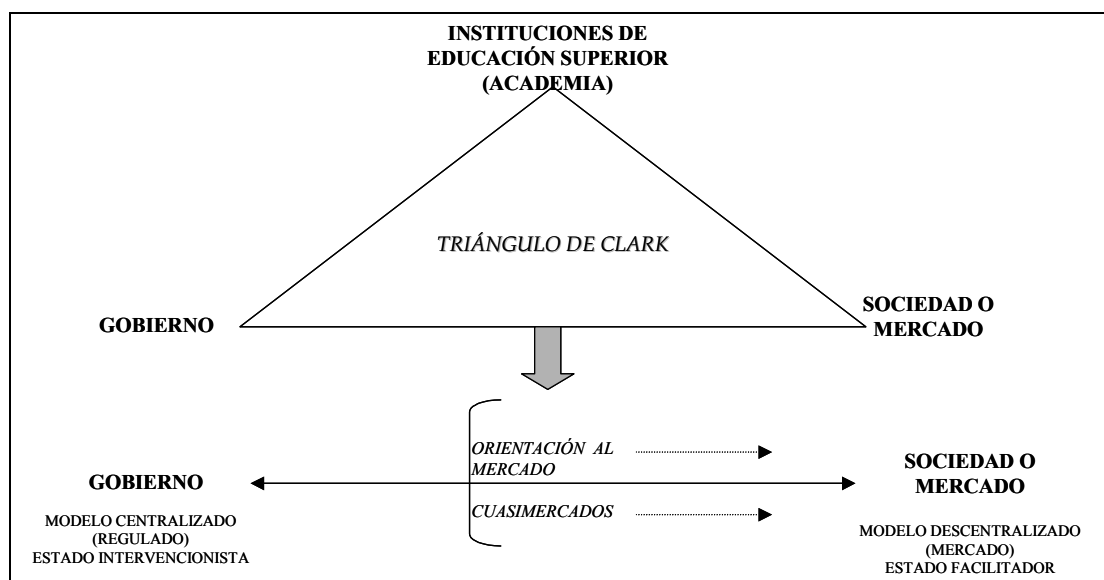 INSTITUCIONES DE
EDUCACIÓN SUPERIOR
(ACADEMIA)
TRIÁNGULO DE CLARK
GOBIERNO
SOCIEDAD O
MERCADO
ORIENTACIÓN AL
MERCADO
GOBIERNO
SOCIEDAD O
MERCADO
CUASIMERCADOS
MODELO CENTRALIZADO
(REGULADO)
ESTADO INTERVENCIONISTA
MODELO DESCENTRALIZADO
(MERCADO)
ESTADO FACILITADOR